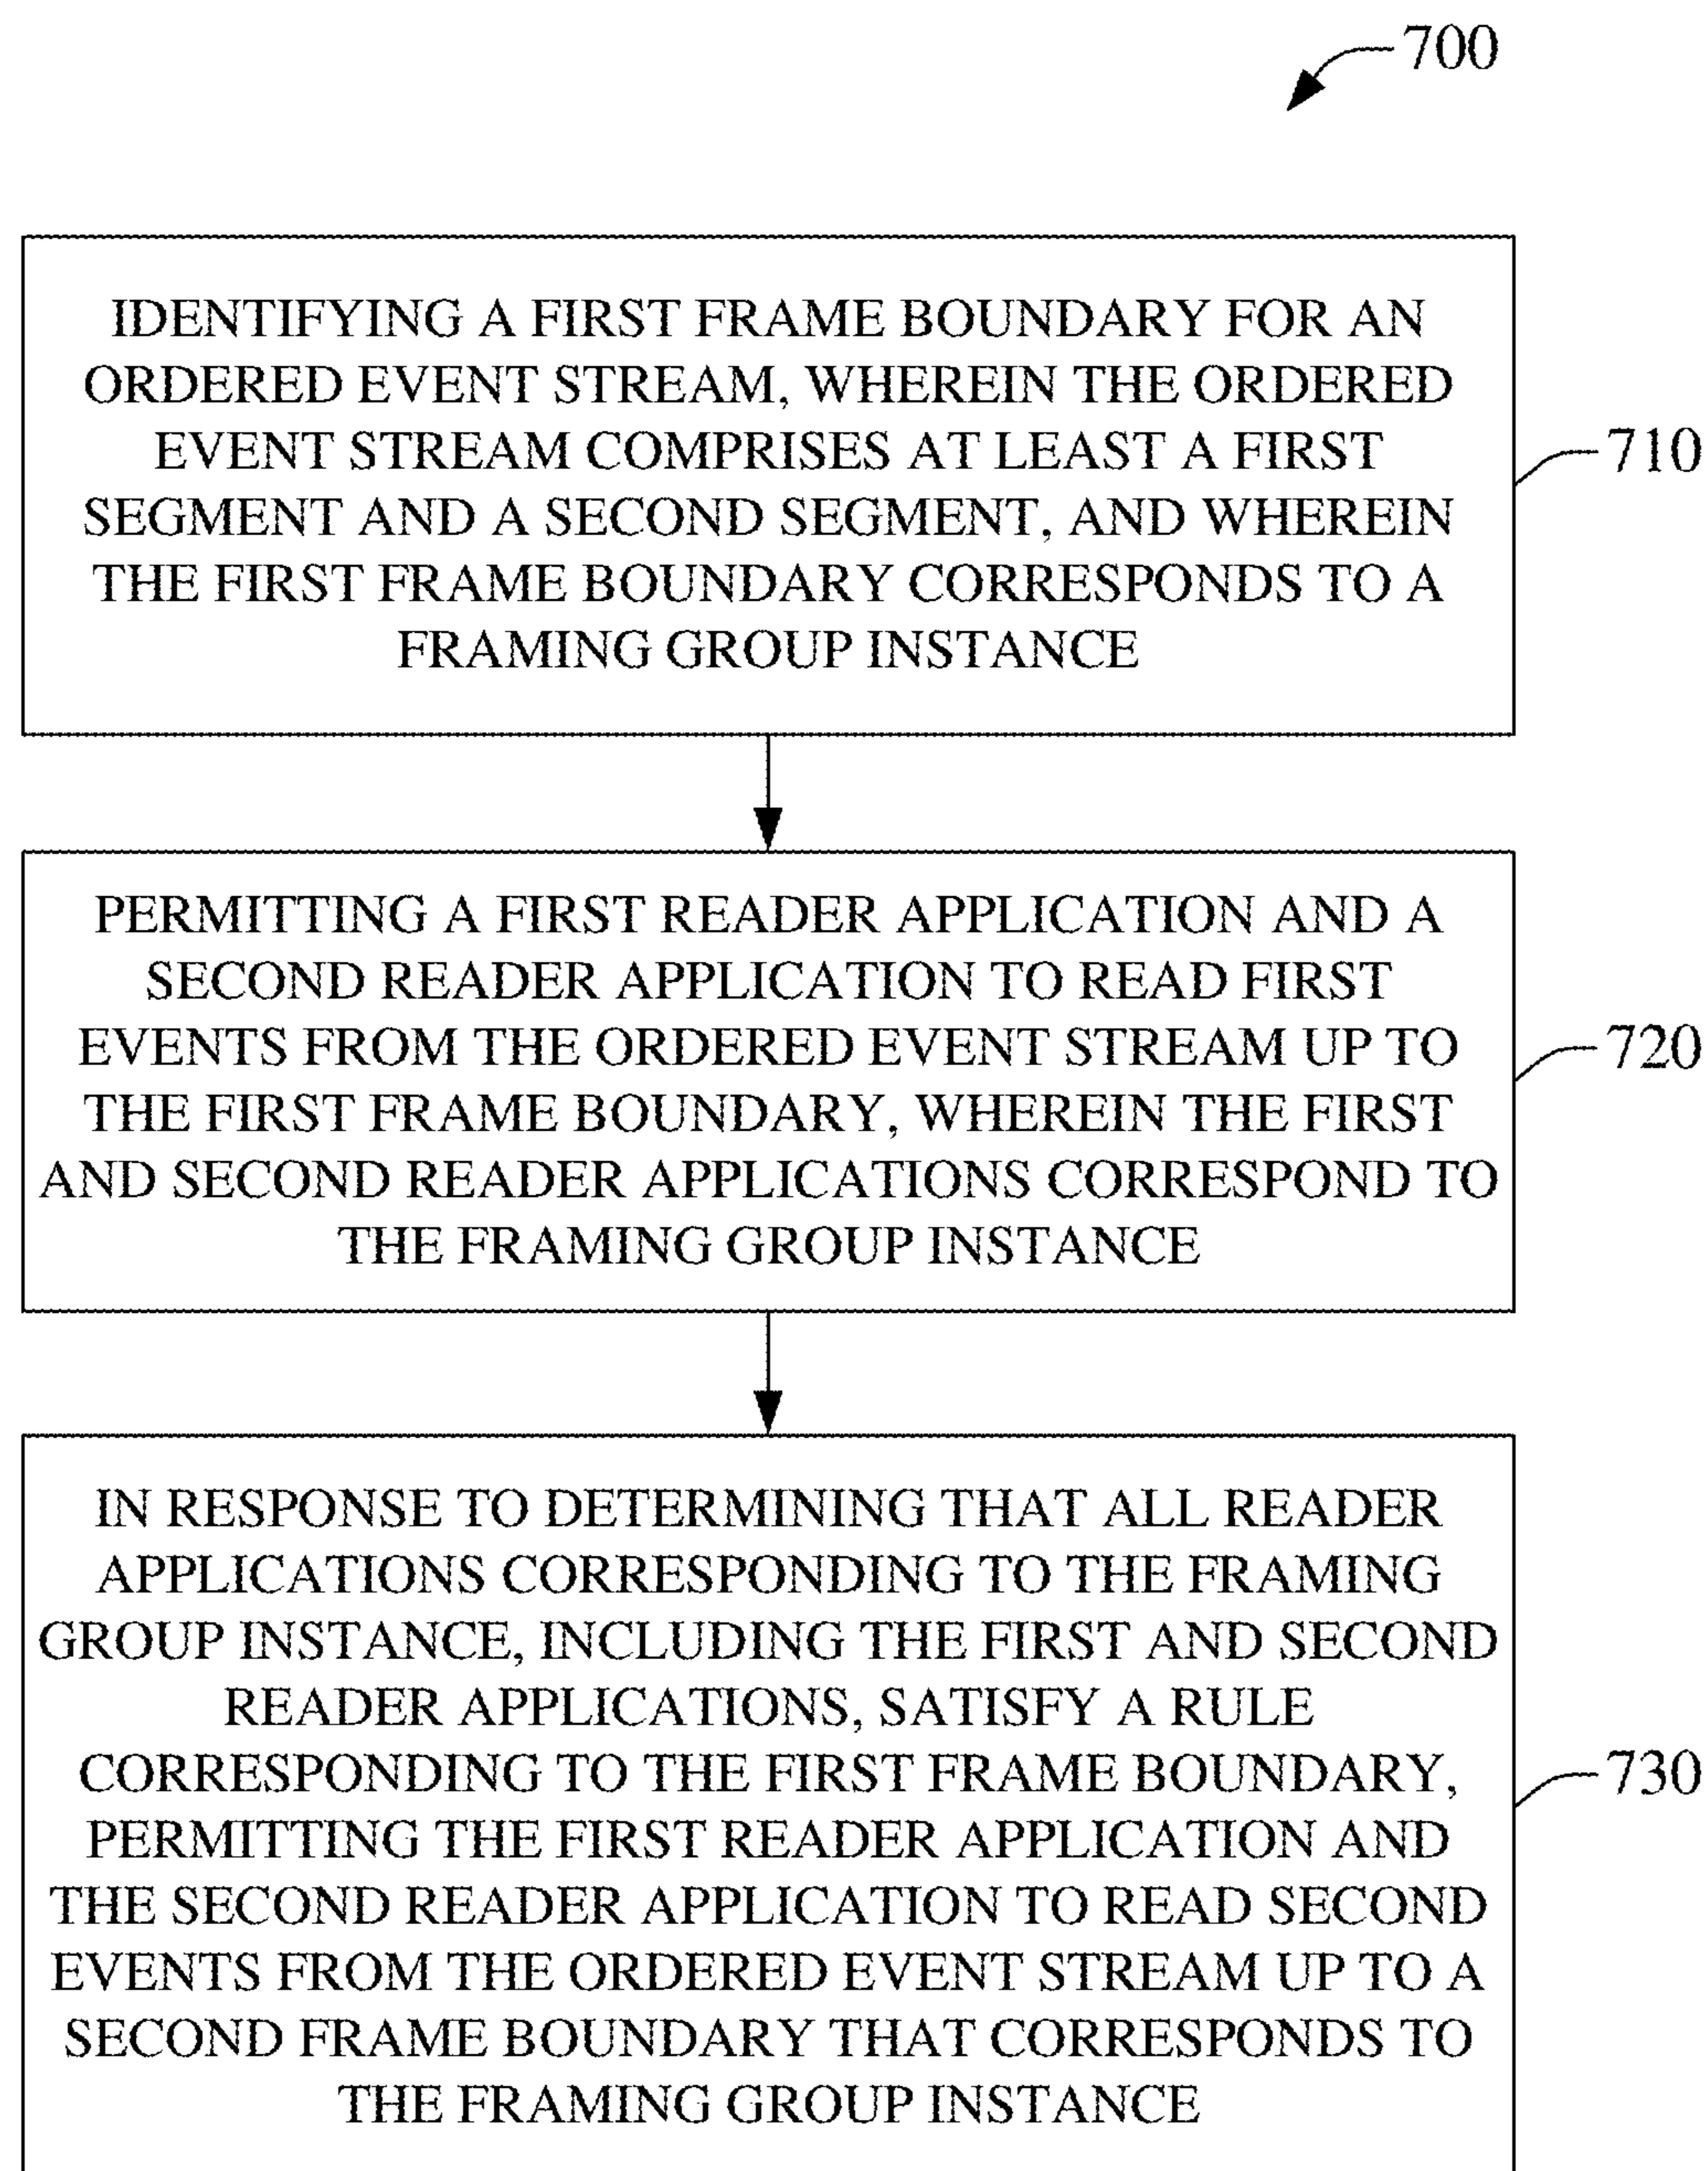 700
IDENTIFYING A FIRST FRAME BOUNDARY FOR AN
ORDERED EVENT STREAM, WHEREIN THE ORDERED
EVENT STREAM COMPRISES AT LEAST A FIRST
SEGMENT AND A SECOND SEGMENT, AND WHEREIN
THE FIRST FRAME BOUNDARY CORRESPONDS TO A
FRAMING GROUP INSTANCE
710
PERMITTING A FIRST READER APPLICATION AND A
SECOND READER APPLICATION TO READ FIRST
EVENTS FROM THE ORDERED EVENT STREAM UP TO
THE FIRST FRAME BOUNDARY, WHEREIN THE FIRST
AND SECOND READER APPLICATIONS CORRESPOND TO
THE FRAMING GROUP INSTANCE
720
IN RESPONSE TO DETERMINING THAT ALL READER
APPLICATIONS CORRESPONDING TO THE FRAMING
GROUP INSTANCE, INCLUDING THE FIRST AND SECOND
READER APPLICATIONS, SATISFY A RULE
CORRESPONDING TO THE FIRST FRAME BOUNDARY,
PERMITTING THE FIRST READER APPLICATION AND
THE SECOND READER APPLICATION TO READ SECOND
EVENTS FROM THE ORDERED EVENT STREAM UP TO A
SECOND FRAME BOUNDARY THAT CORRESPONDS TO
THE FRAMING GROUP INSTANCE
730